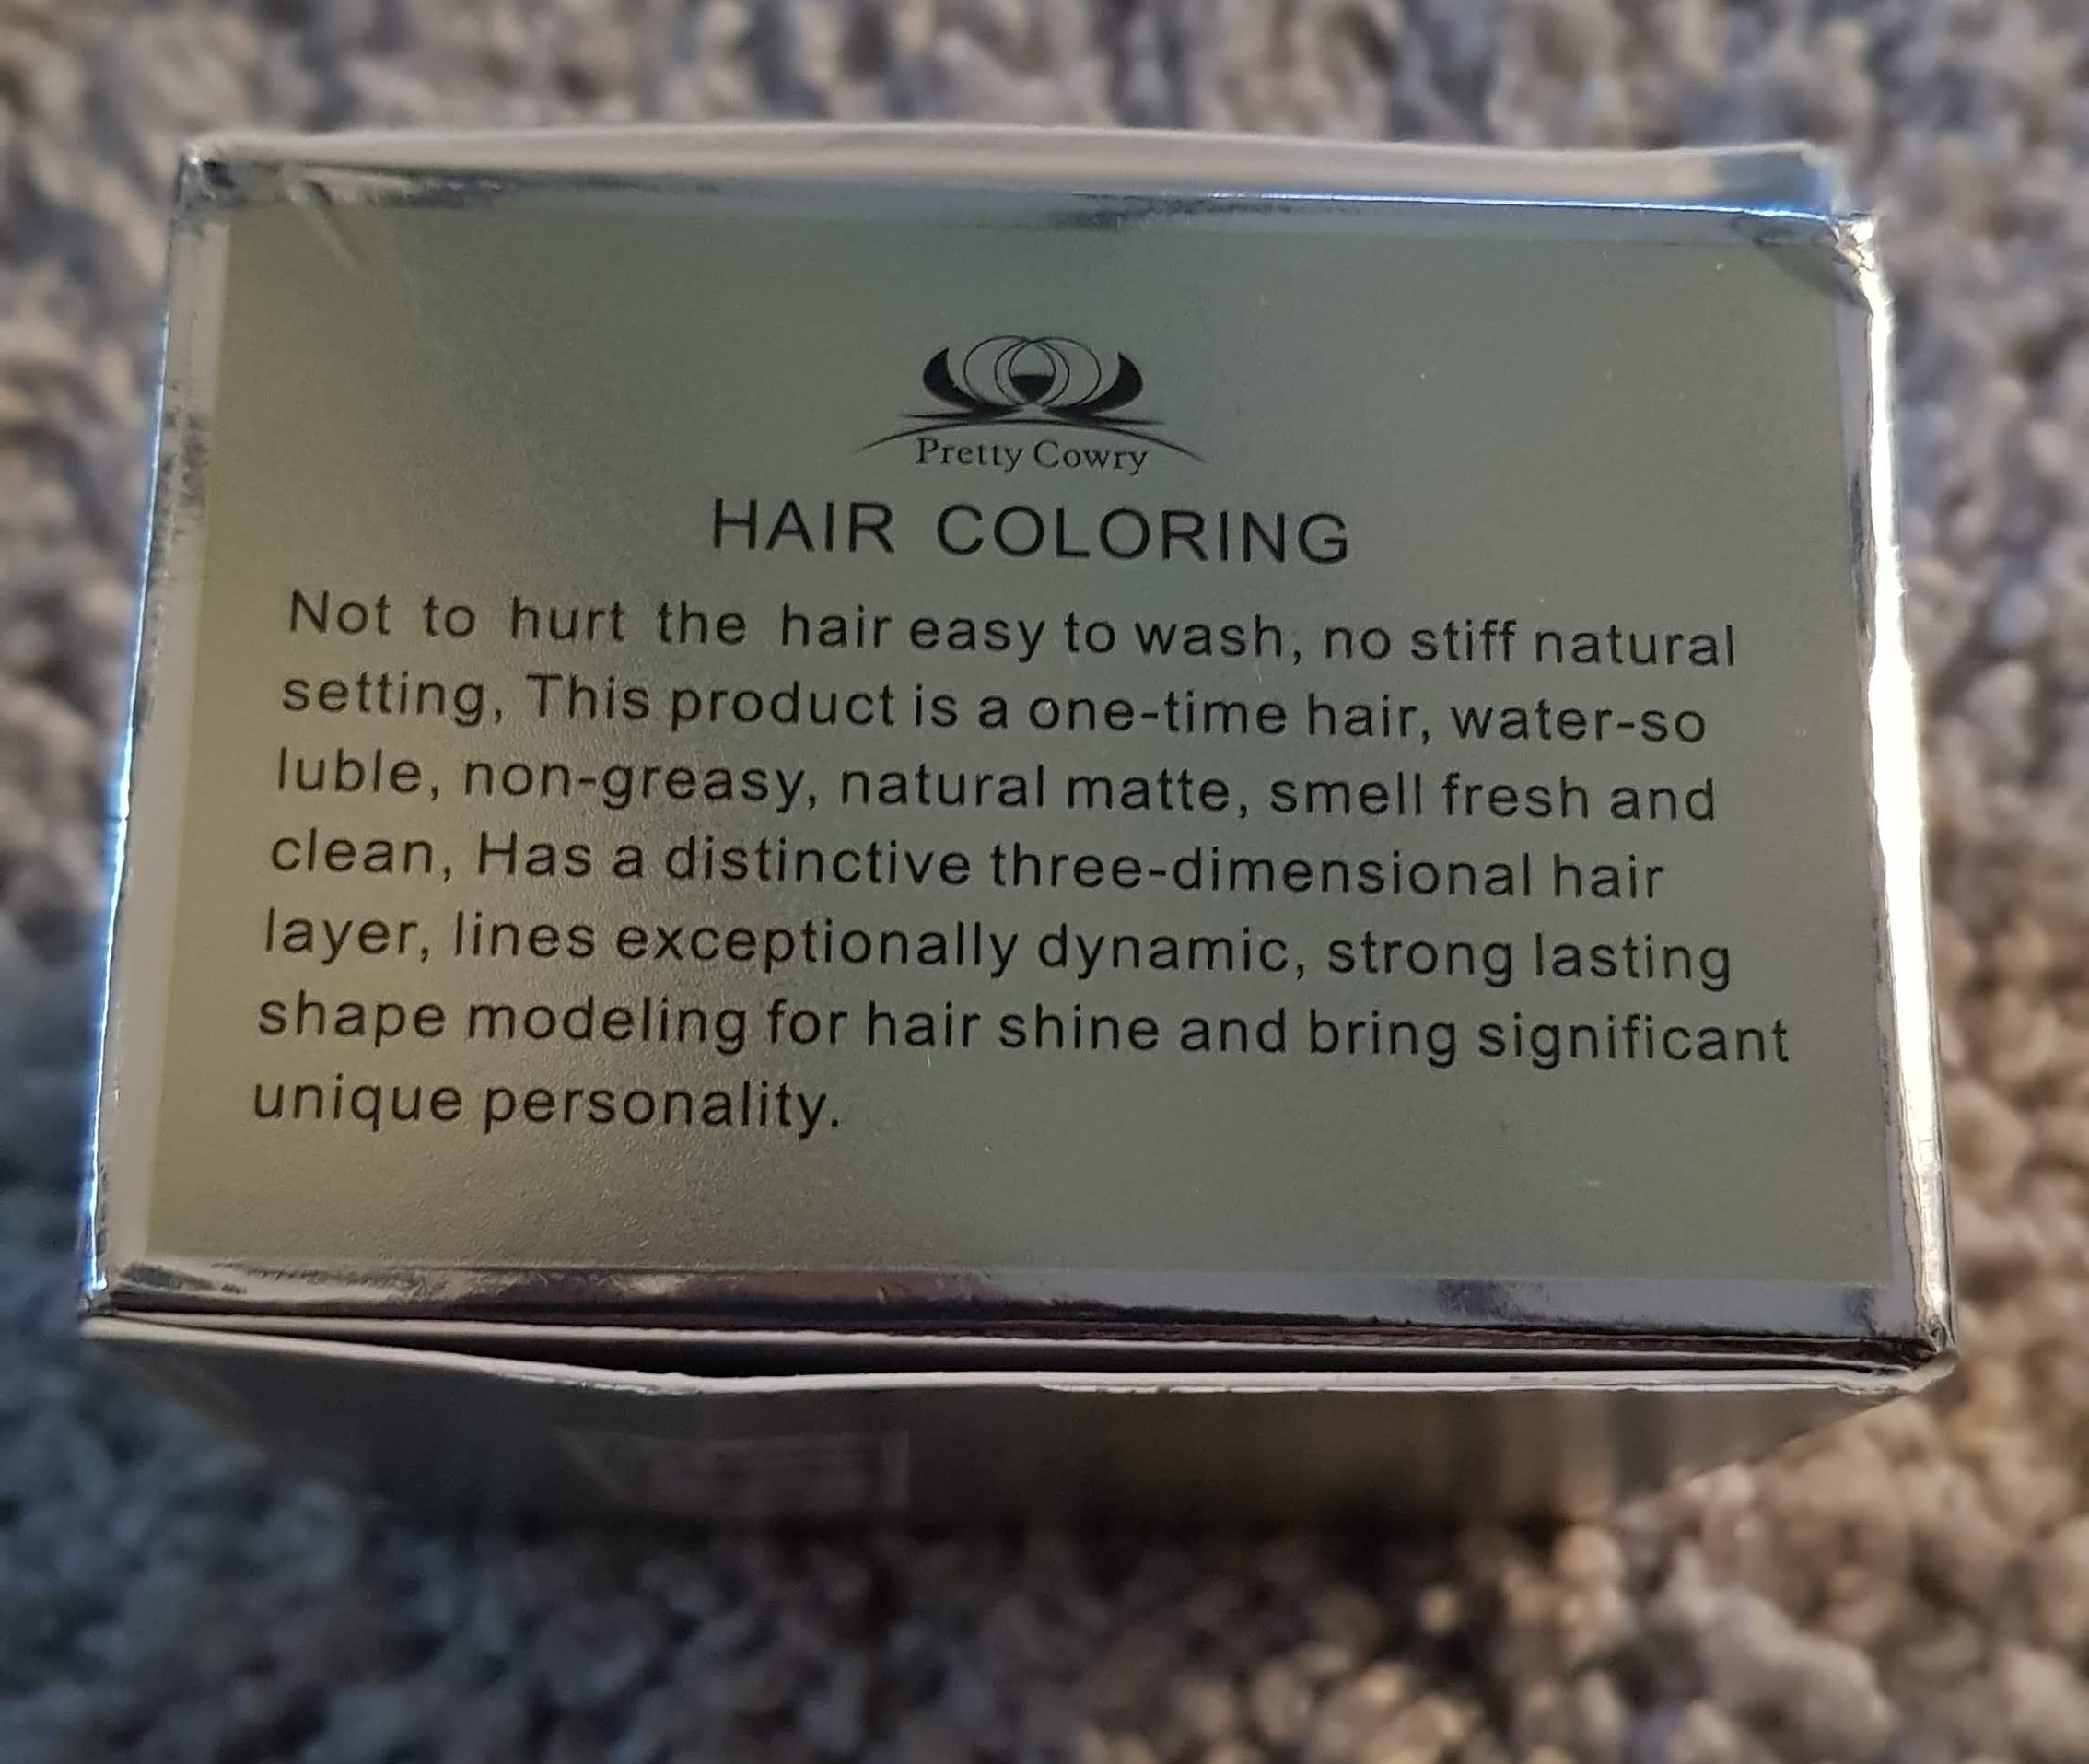 Pretty Cowry
HAIR COLORING
Not to hurt the hair easy to wash, no stiff natural
setting, This product is a one-time hair, water-so
luble, non-greasy, natural matte, smell fresh and
clean, Has a distinctive three-dimensional hair
layer, lines exceptionally dynamic, strong lasting
shape modeling for hair shine and bring significant
unique personality.